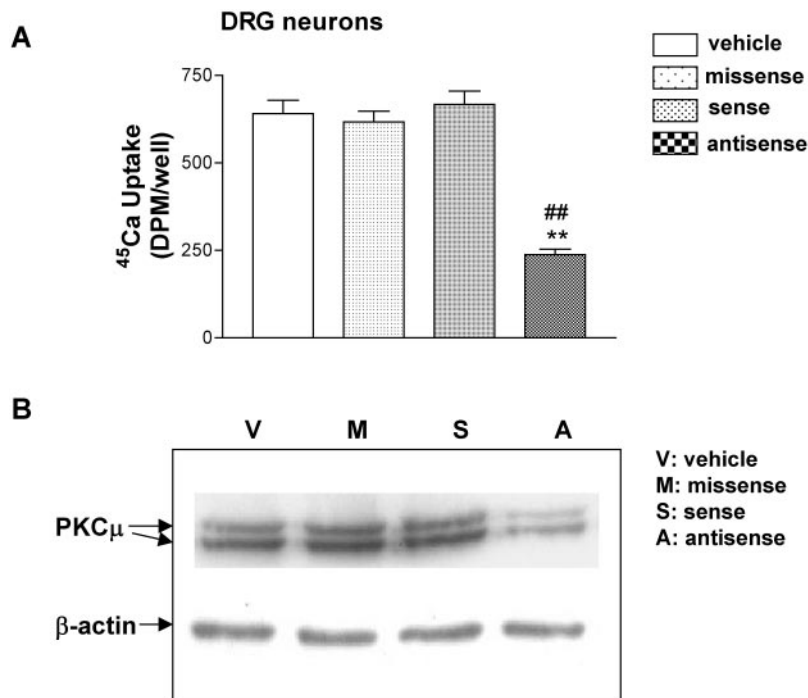 A
DRG neurons
⁴⁵Ca Uptake
(DPM/well)
750
500
250
0
##
**
vehicle
missense
sense
antisense
B
V M S A
PKCμ
β-actin
V: vehicle
M: missense
S: sense
A: antisense